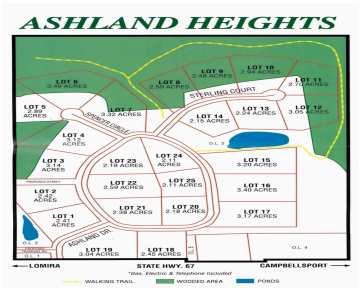 ASHLAND HEIGHTS
LOT 6
3.49 ACRES
LOT 8
2.59 ACRES
LOT 9
2.48 ACRES
LOT 10
2.94 ACRES
LOT 11
2.70 ACRES
STERLING COURT
LOT 5
2.89
ACRES
LOT 7
3.32 ACRES
SPENCER CIRCLE
LOT 14
2.15 ACRES
LOT 13
2.24 ACRES
LOT 12
3.05 ACRES
LOT 4
3.12
ACRES
O.L. 3
LOT 3
3.14
ACRES
LOT 23
2.19 ACRES
LOT 24
2.11
ACRES
LOT 15
3.20 ACRES
PROPOSED STREET
LOT 22
2.59 ACRES
LOT 25
2.11 ACRES
LOT 16
3.40 ACRES
LOT 2
2.42
ACRES
LOT 21
2.38 ACRES
LOT 20
2.18 ACRES
LOT 17
3.17 ACRES
LOT 1
2.41
ACRES
ASHLAND DR.
O.L. 2
O.L. 1
LOT 19
3.04 ACRES
LOT 18
2.45 ACRES
O.L. 4
LOMIRA
STATE HWY. 67
CAMPBELLSPORT
*Gas, Electric & Telephone Included
WALKING TRAIL
WOODED AREA
PONDS